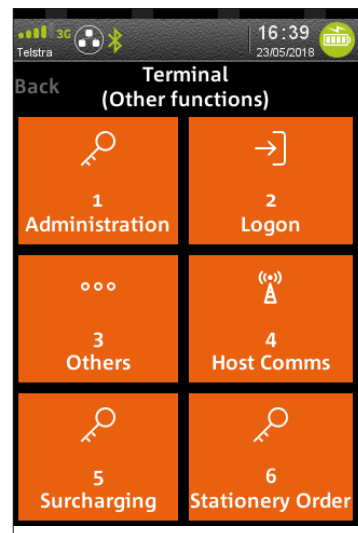 3G
16:39
Telstra
23/05/2018
Back
Terminal
(Other functions)
1
Administration
2
Logon
3
Others
4
Host Comms
5
Surcharging
6
Stationery Order